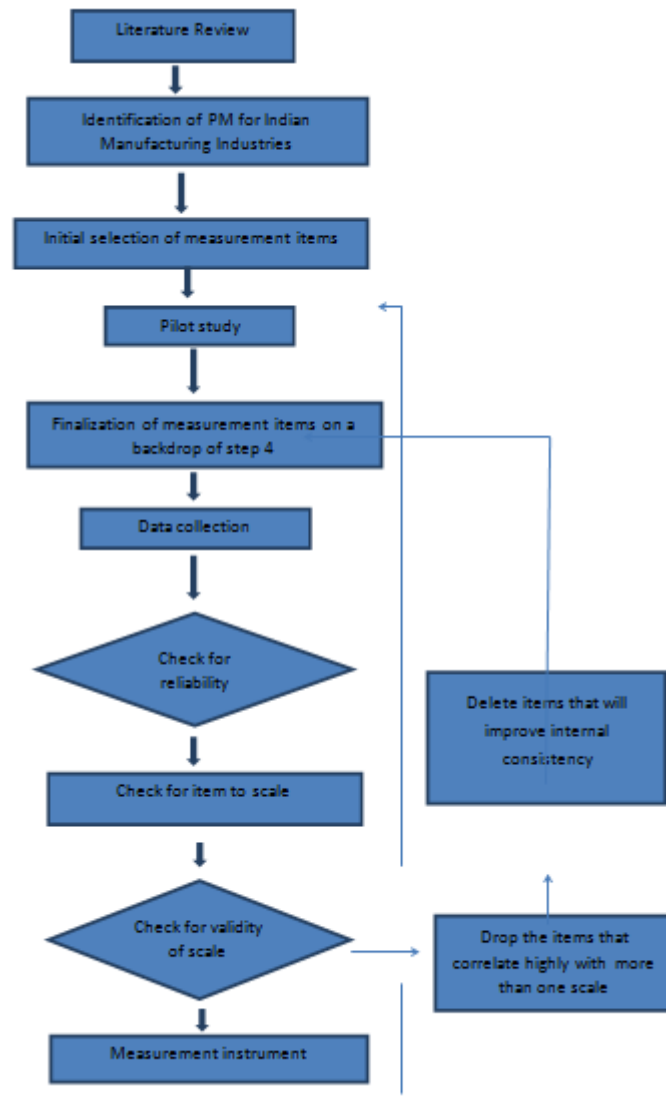 Literature Review
Identification of PM for Indian
Manufacturing Industries
Initial selection of measurement items
Pilot study
Finalization of measurement items on a
backdrop of step 4
Data collection
Check for
reliability
Check for item to scale
Check for validity
of scale
Measurement instrument
Delete items that will
improve internal
consistency
Drop the items that
correlate highly with more
than one scale